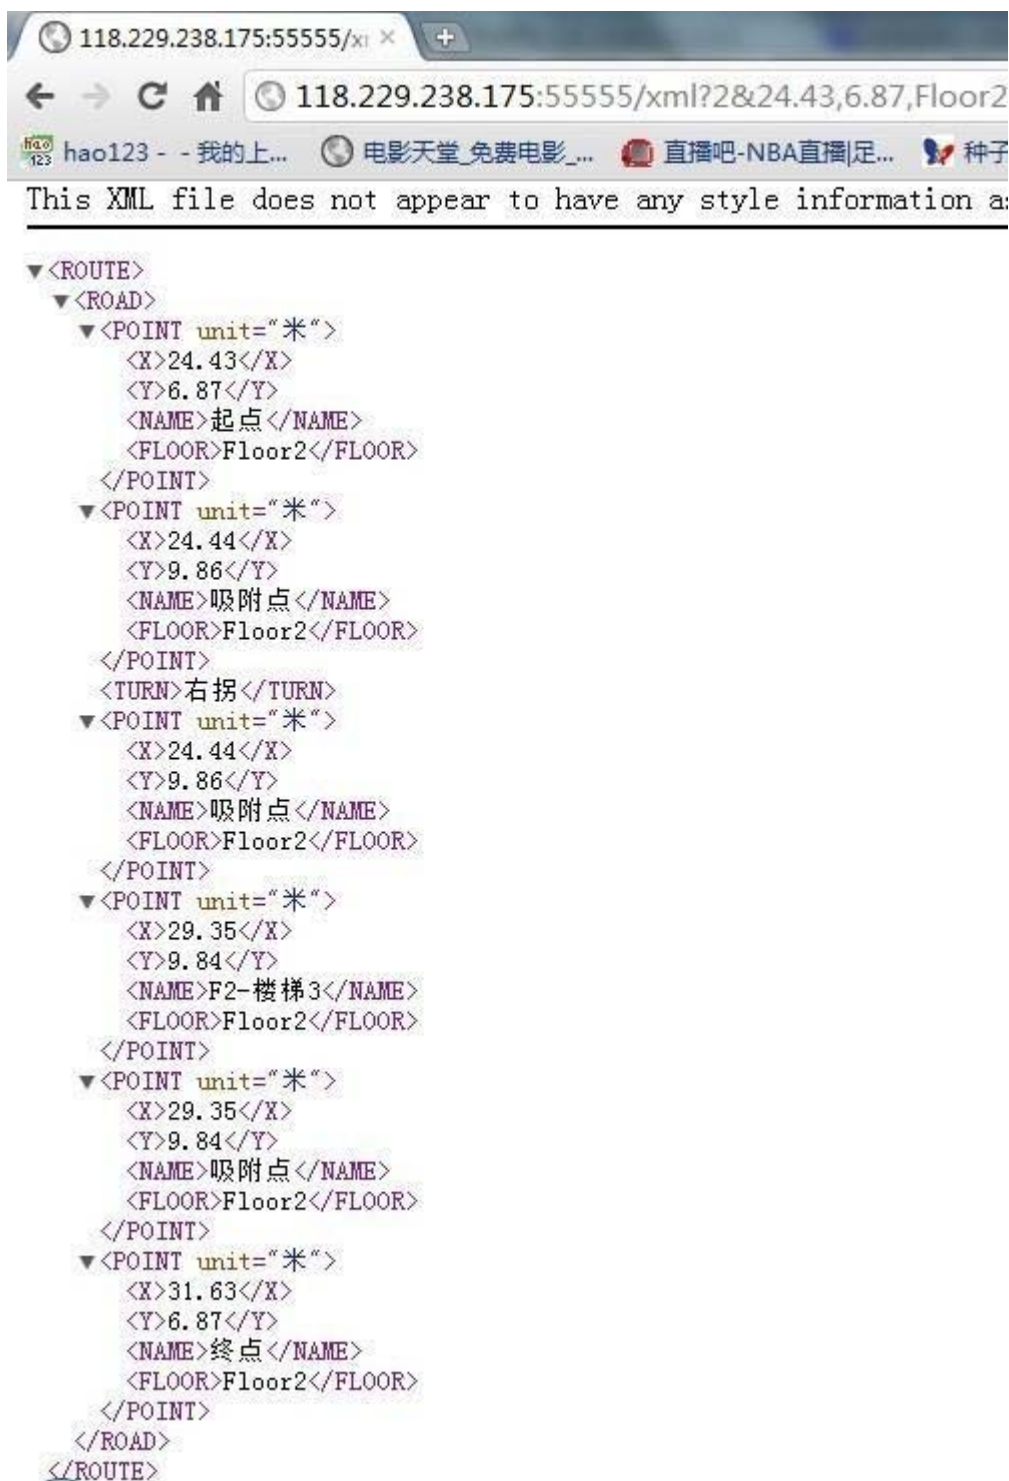 118.229.238.175:55555/x
118.229.238.175:55555/xml?2&24.43,6.87,Floor2
hao123 - - 我的上... 电影天堂_免费电影_... 直播吧-NBA直播|足... 种子
This XML file does not appear to have any style information a
▼<ROUTE>
▼<ROAD>
▼<POINT unit="米">
<X>24.43</X>
<Y>6.87</Y>
<NAME>起点</NAME>
<FLOOR>Floor2</FLOOR>
</POINT>
▼<POINT unit="米">
<X>24.44</X>
<Y>9.86</Y>
<NAME>吸附点</NAME>
<FLOOR>Floor2</FLOOR>
</POINT>
<TURN>右拐</TURN>
▼<POINT unit="米">
<X>24.44</X>
<Y>9.86</Y>
<NAME>吸附点</NAME>
<FLOOR>Floor2</FLOOR>
</POINT>
▼<POINT unit="米">
<X>29.35</X>
<Y>9.84</Y>
<NAME>F2-楼梯3</NAME>
<FLOOR>Floor2</FLOOR>
</POINT>
▼<POINT unit="米">
<X>29.35</X>
<Y>9.84</Y>
<NAME>吸附点</NAME>
<FLOOR>Floor2</FLOOR>
</POINT>
▼<POINT unit="米">
<X>31.63</X>
<Y>6.87</Y>
<NAME>终点</NAME>
<FLOOR>Floor2</FLOOR>
</POINT>
</ROAD>
</ROUTE>